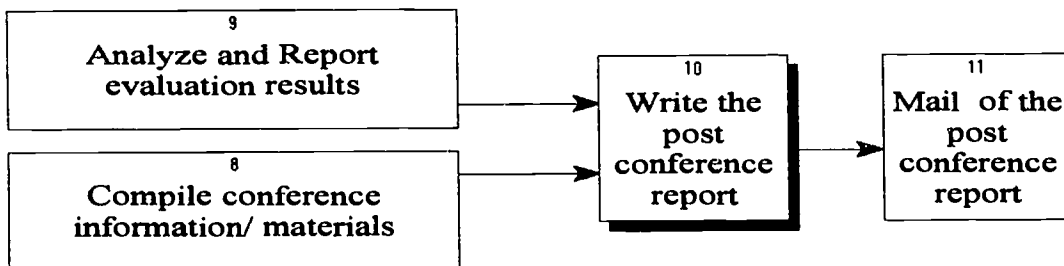 9
Analyze and Report
evaluation results
8
Compile conference
information/ materials
10
Write the
post
conference
report
11
Mail of the
post
conference
report